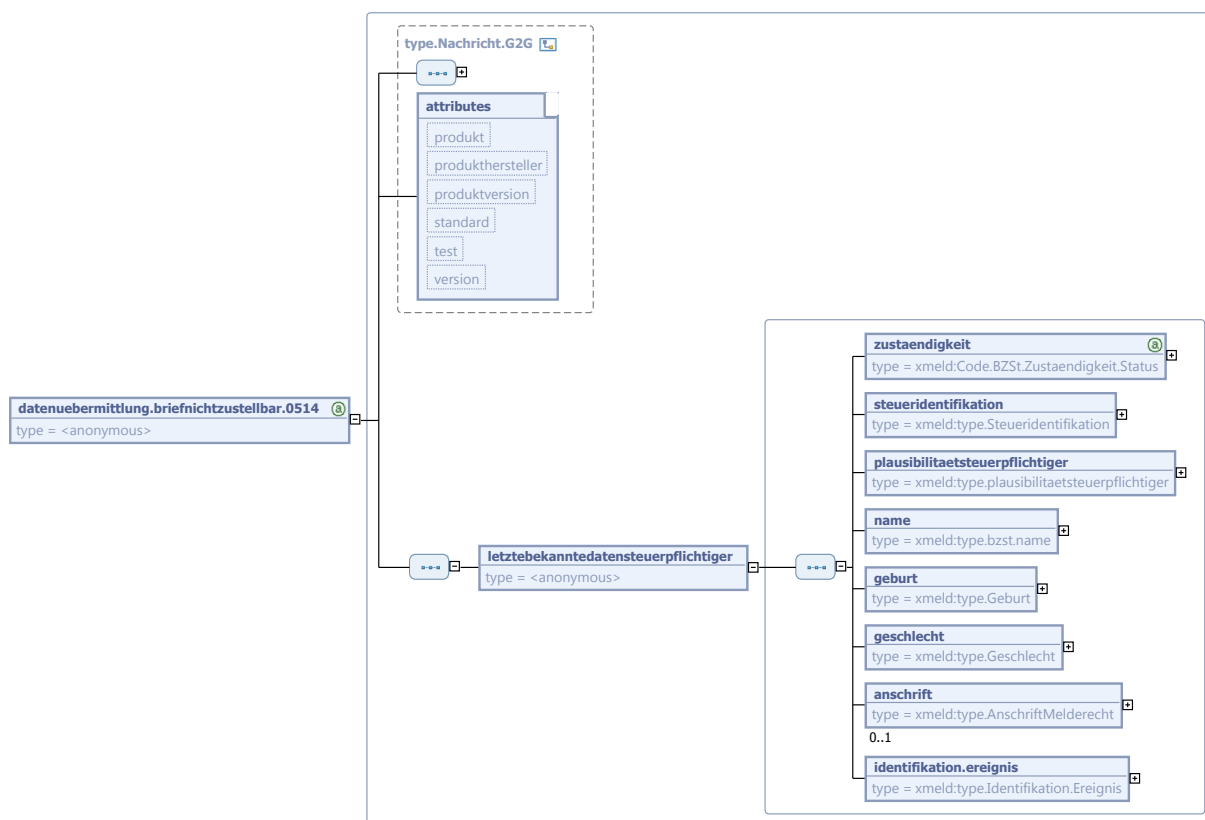 type.Nachricht.G2G
attributes
produkt
produkthersteller
produktversion
standard
test
version
datenuebermittlung.briefnichtzustellbar.0514 a
type = <anonymous>
letztebekanntedatensteuerpflichtiger
type = <anonymous>
zustaendigkeit a
type = xmeld:Code.BZSt.Zustaendigkeit.Status
steueridentifikation
type = xmeld:type.Steueridentifikation
plausibilitaetsteuerpflichtiger
type = xmeld:type.plausibilitaetsteuerpflichtiger
name
type = xmeld:type.bzst.name
geburt
type = xmeld:type.Geburt
geschlecht
type = xmeld:type.Geschlecht
anschrift
type = xmeld:type.AnschriftMelderecht
0..1
identifikation.ereignis
type = xmeld:type.Identifikation.Ereignis